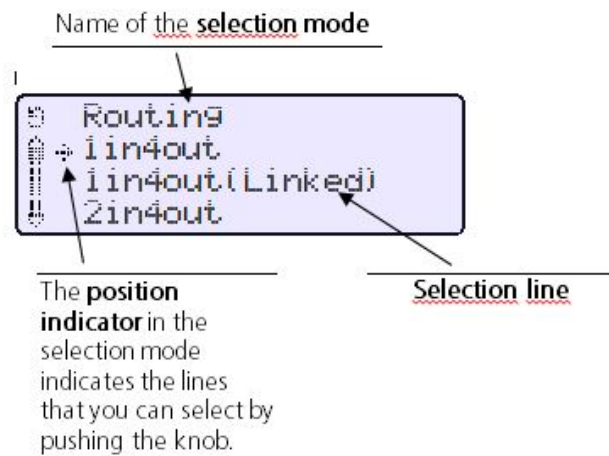 Name of the selection mode
Routing
1in4out
1in4out(Linked)
2in4out
The position
indicator in the
selection mode
indicates the lines
that you can select by
pushing the knob.
Selection line